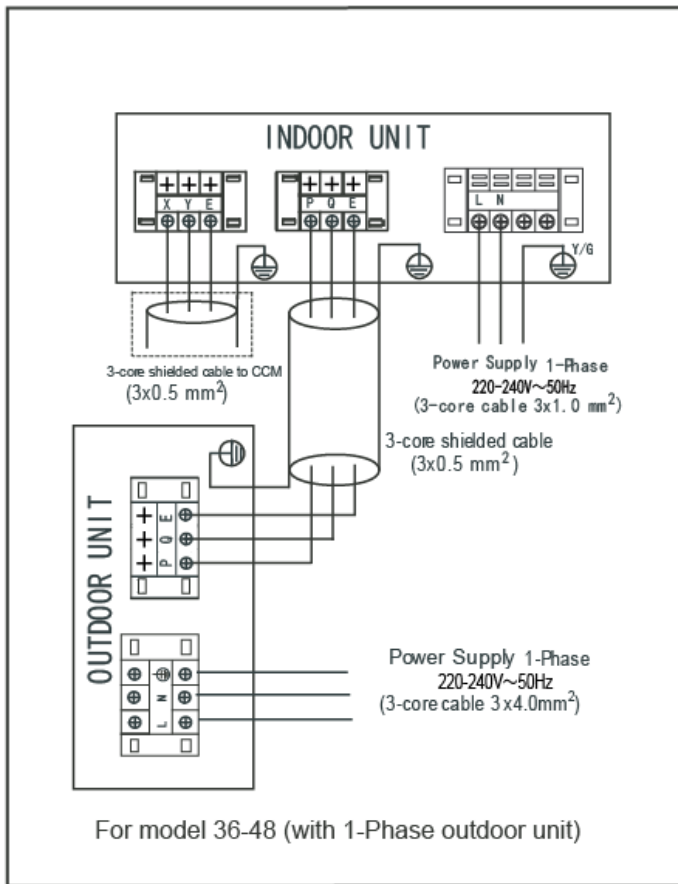 INDOOR UNIT
X Y E
P Q E
L N
Y/G
3-core shielded cable to CCM
(3x0.5 mm²)
Power Supply 1-Phase
220-240V～50Hz
(3-core cable 3x1.0 mm²)
3-core shielded cable
(3x0.5 mm²)
OUTDOOR UNIT
P Q E
L N
Power Supply 1-Phase
220-240V～50Hz
(3-core cable 3x4.0mm²)
For model 36-48 (with 1-Phase outdoor unit)